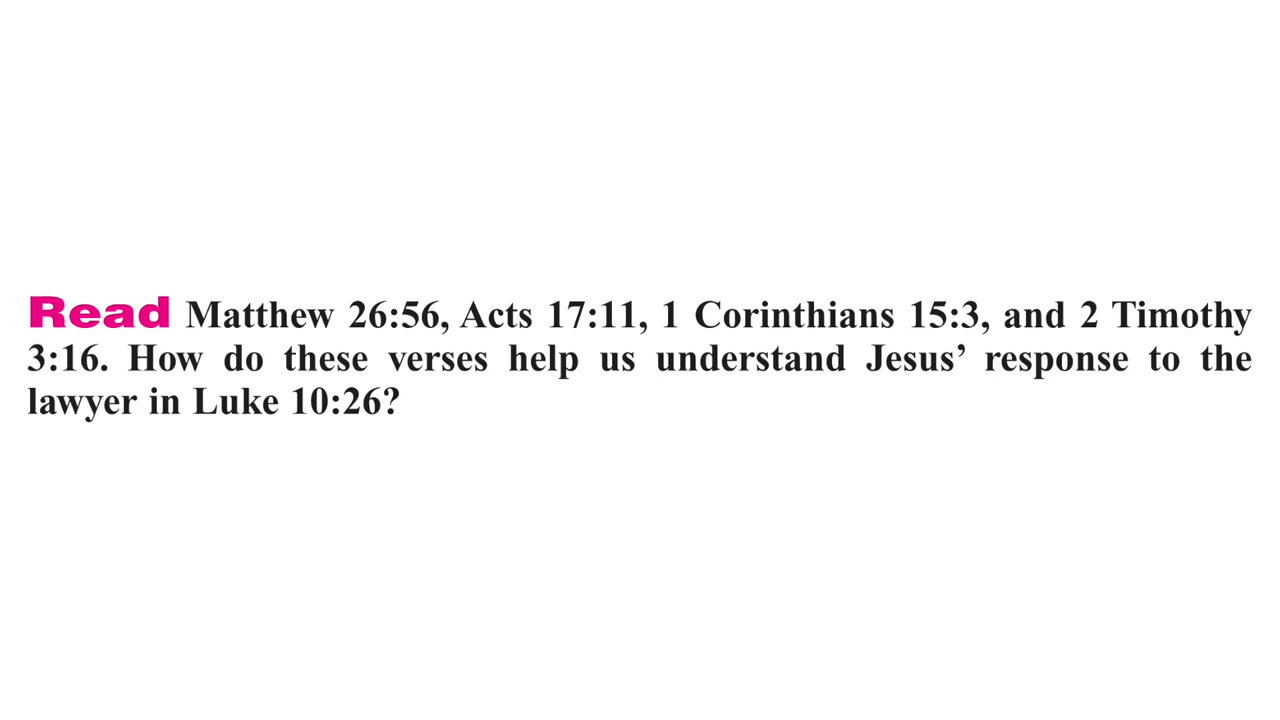 Read Matthew 26:56, Acts 17:11, 1 Corinthians 15:3, and 2 Timothy
3:16. How do these verses help us understand Jesus’ response to the
lawyer in Luke 10:26?